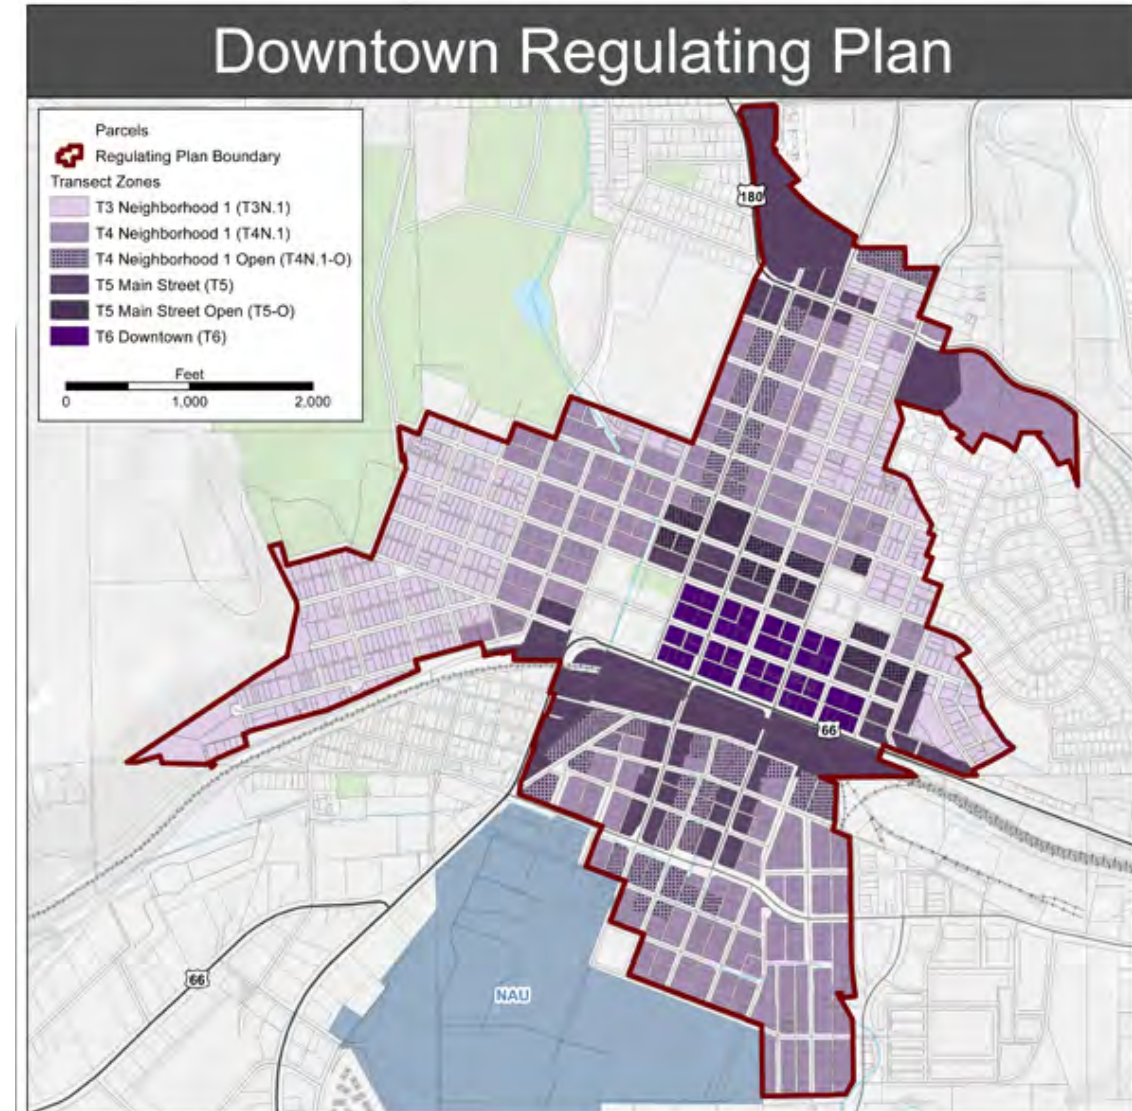 Downtown Regulating Plan
Parcels
Regulating Plan Boundary
Transect Zones
T3 Neighborhood 1 (T3N.1)
T4 Neighborhood 1 (T4N.1)
T4 Neighborhood 1 Open (T4N.1-O)
T5 Main Street (T5)
T5 Main Street Open (T5-O)
T6 Downtown (T6)
Feet
0 1,000 2,000
180
66
66
NAU